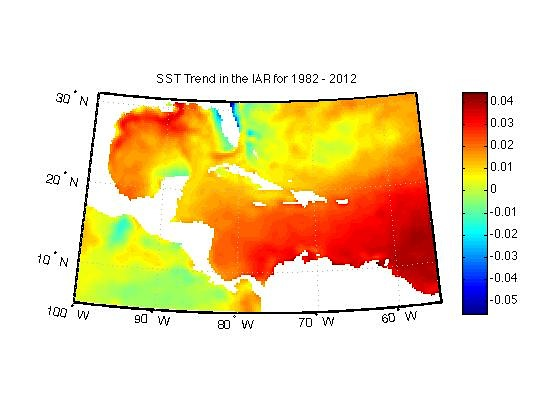 SST Trend in the IAR for 1982 - 2012
30° N
20° N
10° N
100° W
90° W
80° W
70° W
60° W
0.04
0.03
0.02
0.01
0
-0.01
-0.02
-0.03
-0.04
-0.05